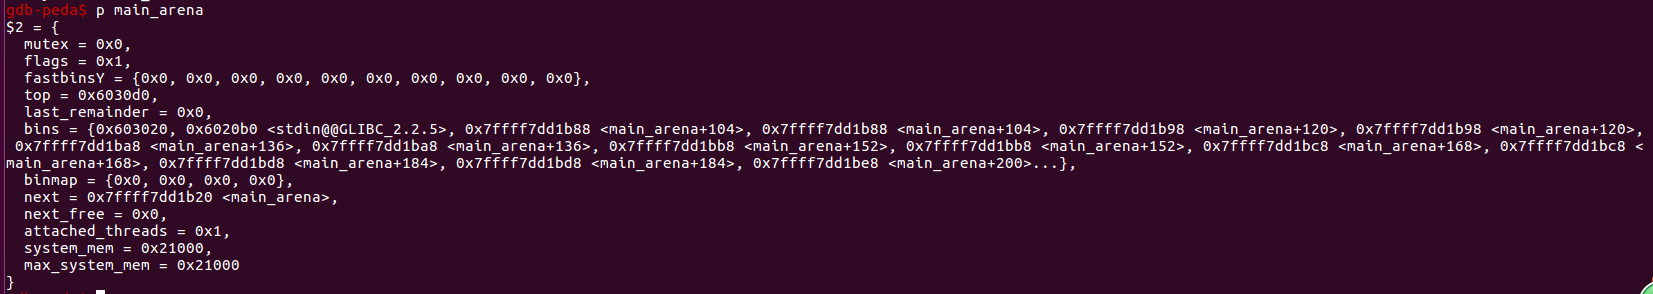 gdb-peda$ p main_arena
$2 = {
  mutex = 0x0,
  flags = 0x1,
  fastbinsY = {0x0, 0x0, 0x0, 0x0, 0x0, 0x0, 0x0, 0x0, 0x0, 0x0},
  top = 0x6030d0,
  last_remainder = 0x0,
  bins = {0x603020, 0x6020b0 <stdin@@GLIBC_2.2.5>, 0x7ffff7dd1b88 <main_arena+104>, 0x7ffff7dd1b88 <main_arena+104>, 0x7ffff7dd1b98 <main_arena+120>, 0x7ffff7dd1b98 <main_arena+120>,
 0x7ffff7dd1ba8 <main_arena+136>, 0x7ffff7dd1ba8 <main_arena+136>, 0x7ffff7dd1bb8 <main_arena+152>, 0x7ffff7dd1bb8 <main_arena+152>, 0x7ffff7dd1bc8 <main_arena+168>, 0x7ffff7dd1bc8 <
main_arena+168>, 0x7ffff7dd1bd8 <main_arena+184>, 0x7ffff7dd1bd8 <main_arena+184>, 0x7ffff7dd1be8 <main_arena+200>...},
  binmap = {0x0, 0x0, 0x0, 0x0},
  next = 0x7ffff7dd1b20 <main_arena>,
  next_free = 0x0,
  attached_threads = 0x1,
  system_mem = 0x21000,
  max_system_mem = 0x21000
}